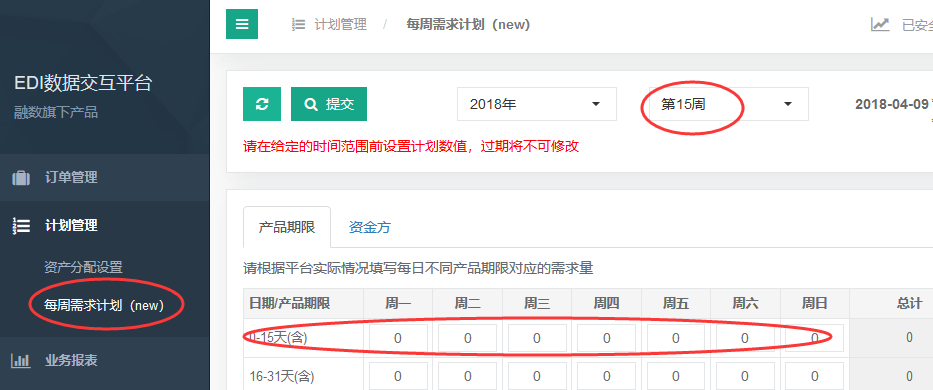 EDI数据交互平台
融数旗下产品
订单管理
计划管理
资产分配设置
每周需求计划（new）
业务报表
计划管理 / 每周需求计划（new）
已安全
提交 2018年 第15周 2018-04-09
请在给定的时间范围前设置计划数值，过期将不可修改
产品期限 资金方
请根据平台实际情况填写每日不同产品期限对应的需求量
日期/产品期限 周一 周二 周三 周四 周五 周六 周日 总计
0-15天(含) 0 0 0 0 0 0 0 0
16-31天(含) 0 0 0 0 0 0 0 0